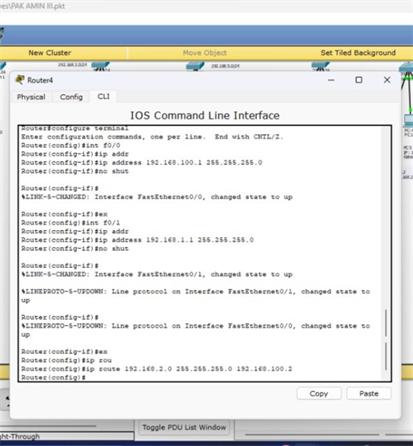 es\PAK AMIN III.pkt
New Cluster
Move Object
Set Tiled Background
Router4
Physical
Config
CLI
IOS Command Line Interface
Router#configure terminal
Enter configuration commands, one per line.  End with CNTL/Z.
Router(config)#int f0/0
Router(config-if)#ip addr
Router(config-if)#ip address 192.168.100.1 255.255.255.0
Router(config-if)#no shut
Router(config-if)#
%LINK-5-CHANGED: Interface FastEthernet0/0, changed state to up
Router(config-if)#ex
Router(config)#int f0/1
Router(config-if)#ip addr
Router(config-if)#ip address 192.168.1.1 255.255.255.0
Router(config-if)#no shut
Router(config-if)#
%LINK-5-CHANGED: Interface FastEthernet0/1, changed state to up
%LINEPROTO-5-UPDOWN: Line protocol on Interface FastEthernet0/1, changed state to
up
Router(config-if)#
%LINEPROTO-5-UPDOWN: Line protocol on Interface FastEthernet0/0, changed state to
up
Router(config-if)#ex
Router(config)#ip rou
Router(config)#ip route 192.168.2.0 255.255.255.0 192.168.100.2
Router(config)#
Copy
Paste
Toggle PDU List Window
ght-Through